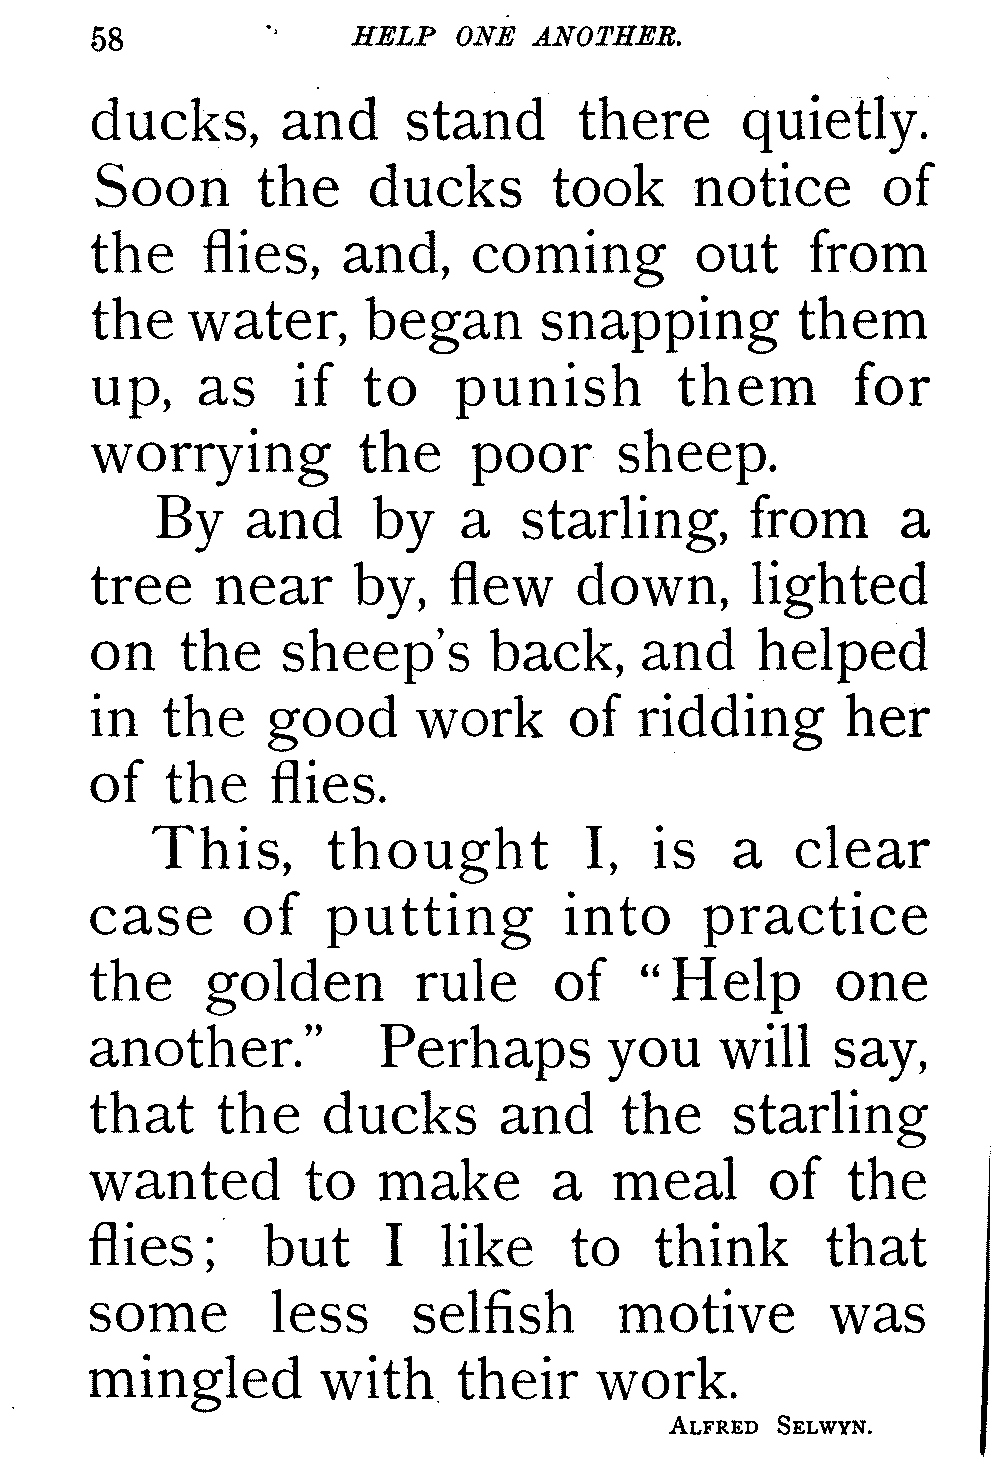 58 HELP ONE ANOTHER.
ducks, and stand there quietly.
Soon the ducks took notice of
the flies, and, coming out from
the water, began snapping them
up, as if to punish them for
worrying the poor sheep.
By and by a starling, from a
tree near by, flew down, lighted
on the sheep's back, and helped
in the good work of ridding her
of the flies.
This, thought I, is a clear
case of putting into practice
the golden rule of "Help one
another." Perhaps you will say,
that the ducks and the starling
wanted to make a meal of the
flies; but I like to think that
some less selfish motive was
mingled with their work.
ALFRED SELWYN.